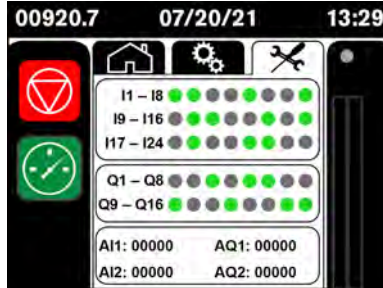 00920.7 07/20/21 13:29
I1 – I8
I9 – I16
I17 – I24
Q1 – Q8
Q9 – Q16
AI1: 00000 AQ1: 00000
AI2: 00000 AQ2: 00000